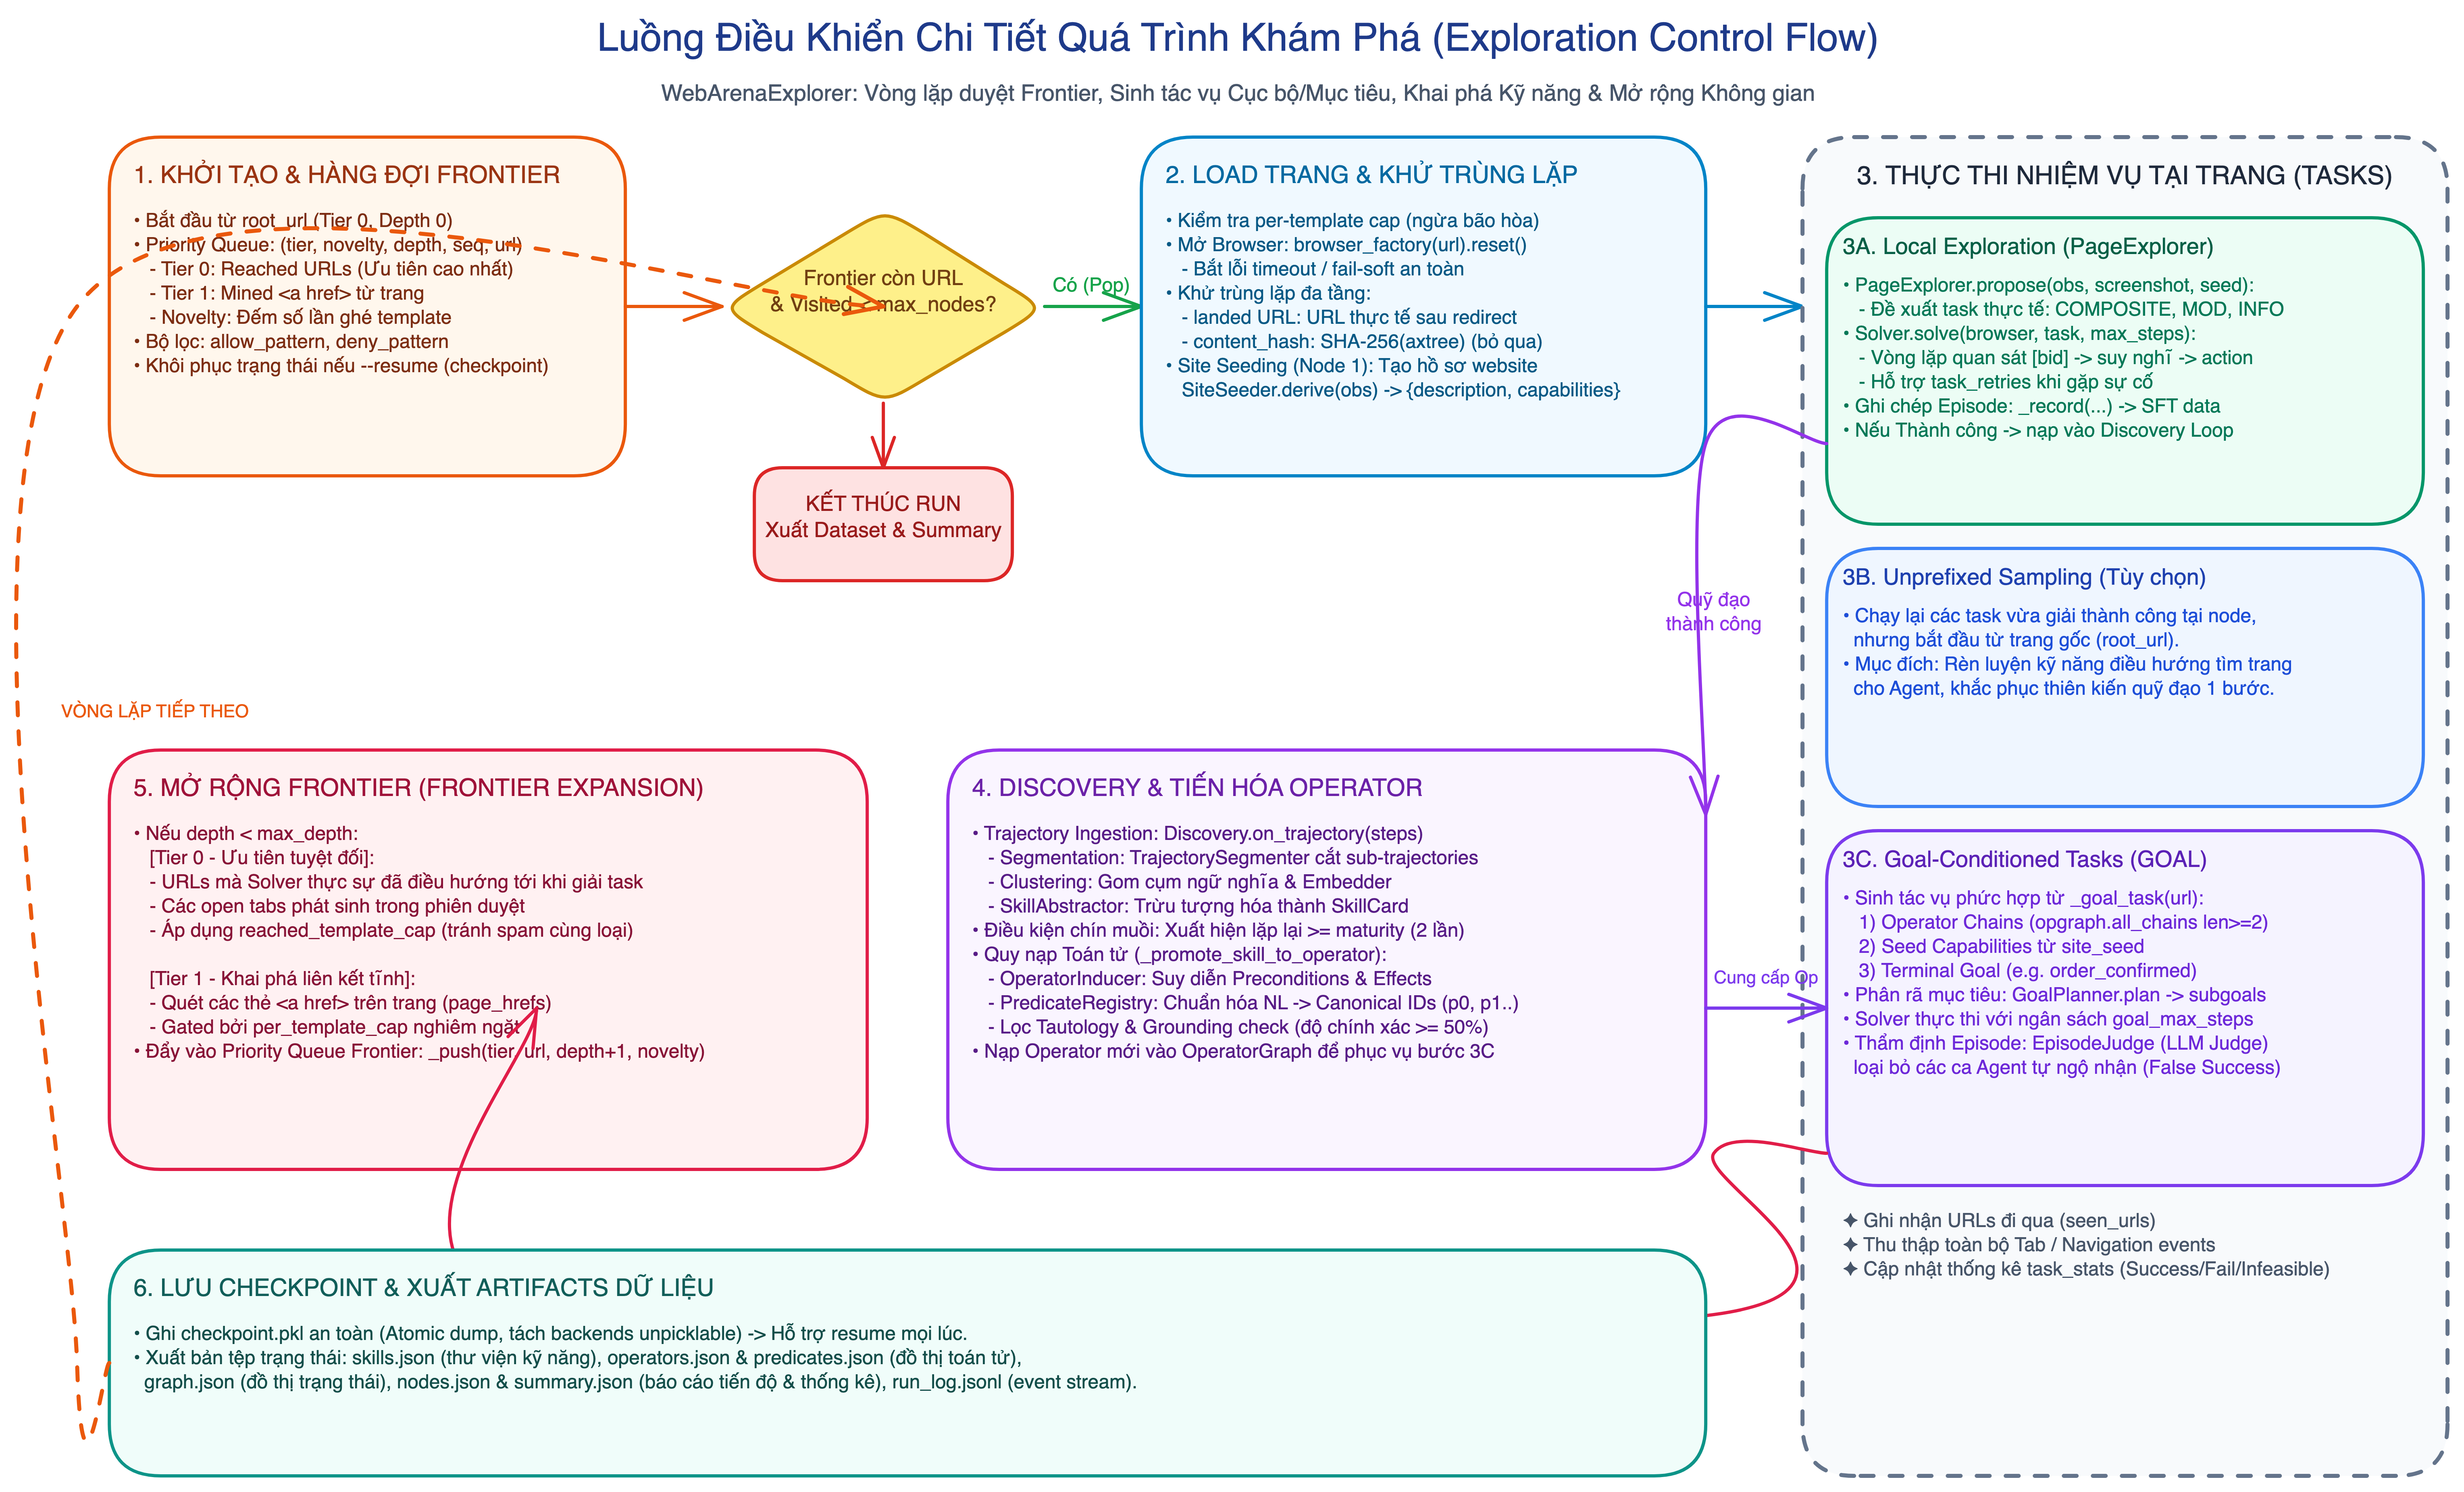 Luồng Điều Khiển Chi Tiết Quá Trình Khám Phá (Exploration Control Flow)
WebArenaExplorer: Vòng lặp duyệt Frontier, Sinh tác vụ Cục bộ/Mục tiêu, Khai phá Kỹ năng & Mở rộng Không gian
1. KHỞI TẠO & HÀNG ĐỢI FRONTIER
• Bắt đầu từ root_url (Tier 0, Depth 0)
• Priority Queue: (tier, novelty, depth, seq, url)
- Tier 0: Reached URLs (Ưu tiên cao nhất)
- Tier 1: Mined <a href> từ trang
- Novelty: Đếm số lần ghé template
• Bộ lọc: allow_pattern, deny_pattern
• Khôi phục trạng thái nếu --resume (checkpoint)
Frontier còn URL
& Visited < max_nodes?
Có (Pop)
KẾT THÚC RUN
Xuất Dataset & Summary
2. LOAD TRANG & KHỬ TRÙNG LẶP
• Kiểm tra per-template cap (ngừa bão hòa)
• Mở Browser: browser_factory(url).reset()
- Bắt lỗi timeout / fail-soft an toàn
• Khử trùng lặp đa tầng:
- landed URL: URL thực tế sau redirect
- content_hash: SHA-256(axtree) (bỏ qua)
• Site Seeding (Node 1): Tạo hồ sơ website
SiteSeeder.derive(obs) -> {description, capabilities}
3. THỰC THI NHIỆM VỤ TẠI TRANG (TASKS)
3A. Local Exploration (PageExplorer)
• PageExplorer.propose(obs, screenshot, seed):
- Đề xuất task thực tế: COMPOSITE, MOD, INFO
• Solver.solve(browser, task, max_steps):
- Vòng lặp quan sát [bid] -> suy nghĩ -> action
- Hỗ trợ task_retries khi gặp sự cố
• Ghi chép Episode: _record(...) -> SFT data
• Nếu Thành công -> nạp vào Discovery Loop
Quỹ đạo
thành công
3B. Unprefixed Sampling (Tùy chọn)
• Chạy lại các task vừa giải thành công tại node,
nhưng bắt đầu từ trang gốc (root_url).
• Mục đích: Rèn luyện kỹ năng điều hướng tìm trang
cho Agent, khắc phục thiên kiến quỹ đạo 1 bước.
VÒNG LẶP TIẾP THEO
5. MỞ RỘNG FRONTIER (FRONTIER EXPANSION)
• Nếu depth < max_depth:
[Tier 0 - Ưu tiên tuyệt đối]:
- URLs mà Solver thực sự đã điều hướng tới khi giải task
- Các open tabs phát sinh trong phiên duyệt
- Áp dụng reached_template_cap (tránh spam cùng loại)
[Tier 1 - Khai phá liên kết tĩnh]:
- Quét các thẻ <a href> trên trang (page_hrefs)
- Gated bởi per_template_cap nghiêm ngặt
• Đẩy vào Priority Queue Frontier: _push(tier, url, depth+1, novelty)
4. DISCOVERY & TIẾN HÓA OPERATOR
• Trajectory Ingestion: Discovery.on_trajectory(steps)
- Segmentation: TrajectorySegmenter cắt sub-trajectories
- Clustering: Gom cụm ngữ nghĩa & Embedder
- SkillAbstractor: Trừu tượng hóa thành SkillCard
• Điều kiện chín muồi: Xuất hiện lặp lại >= maturity (2 lần)
• Quy nạp Toán tử (_promote_skill_to_operator):
- OperatorInducer: Suy diễn Preconditions & Effects
- PredicateRegistry: Chuẩn hóa NL -> Canonical IDs (p0, p1..)
- Lọc Tautology & Grounding check (độ chính xác >= 50%)
• Nạp Operator mới vào OperatorGraph để phục vụ bước 3C
Cung cấp Op
3C. Goal-Conditioned Tasks (GOAL)
• Sinh tác vụ phức hợp từ _goal_task(url):
1) Operator Chains (opgraph.all_chains len>=2)
2) Seed Capabilities từ site_seed
3) Terminal Goal (e.g. order_confirmed)
• Phân rã mục tiêu: GoalPlanner.plan -> subgoals
• Solver thực thi với ngân sách goal_max_steps
• Thẩm định Episode: EpisodeJudge (LLM Judge)
loại bỏ các ca Agent tự ngộ nhận (False Success)
✦ Ghi nhận URLs đi qua (seen_urls)
✦ Thu thập toàn bộ Tab / Navigation events
✦ Cập nhật thống kê task_stats (Success/Fail/Infeasible)
6. LƯU CHECKPOINT & XUẤT ARTIFACTS DỮ LIỆU
• Ghi checkpoint.pkl an toàn (Atomic dump, tách backends unpicklable) -> Hỗ trợ resume mọi lúc.
• Xuất bản tệp trạng thái: skills.json (thư viện kỹ năng), operators.json & predicates.json (đồ thị toán tử),
graph.json (đồ thị trạng thái), nodes.json & summary.json (báo cáo tiến độ & thống kê), run_log.jsonl (event stream).